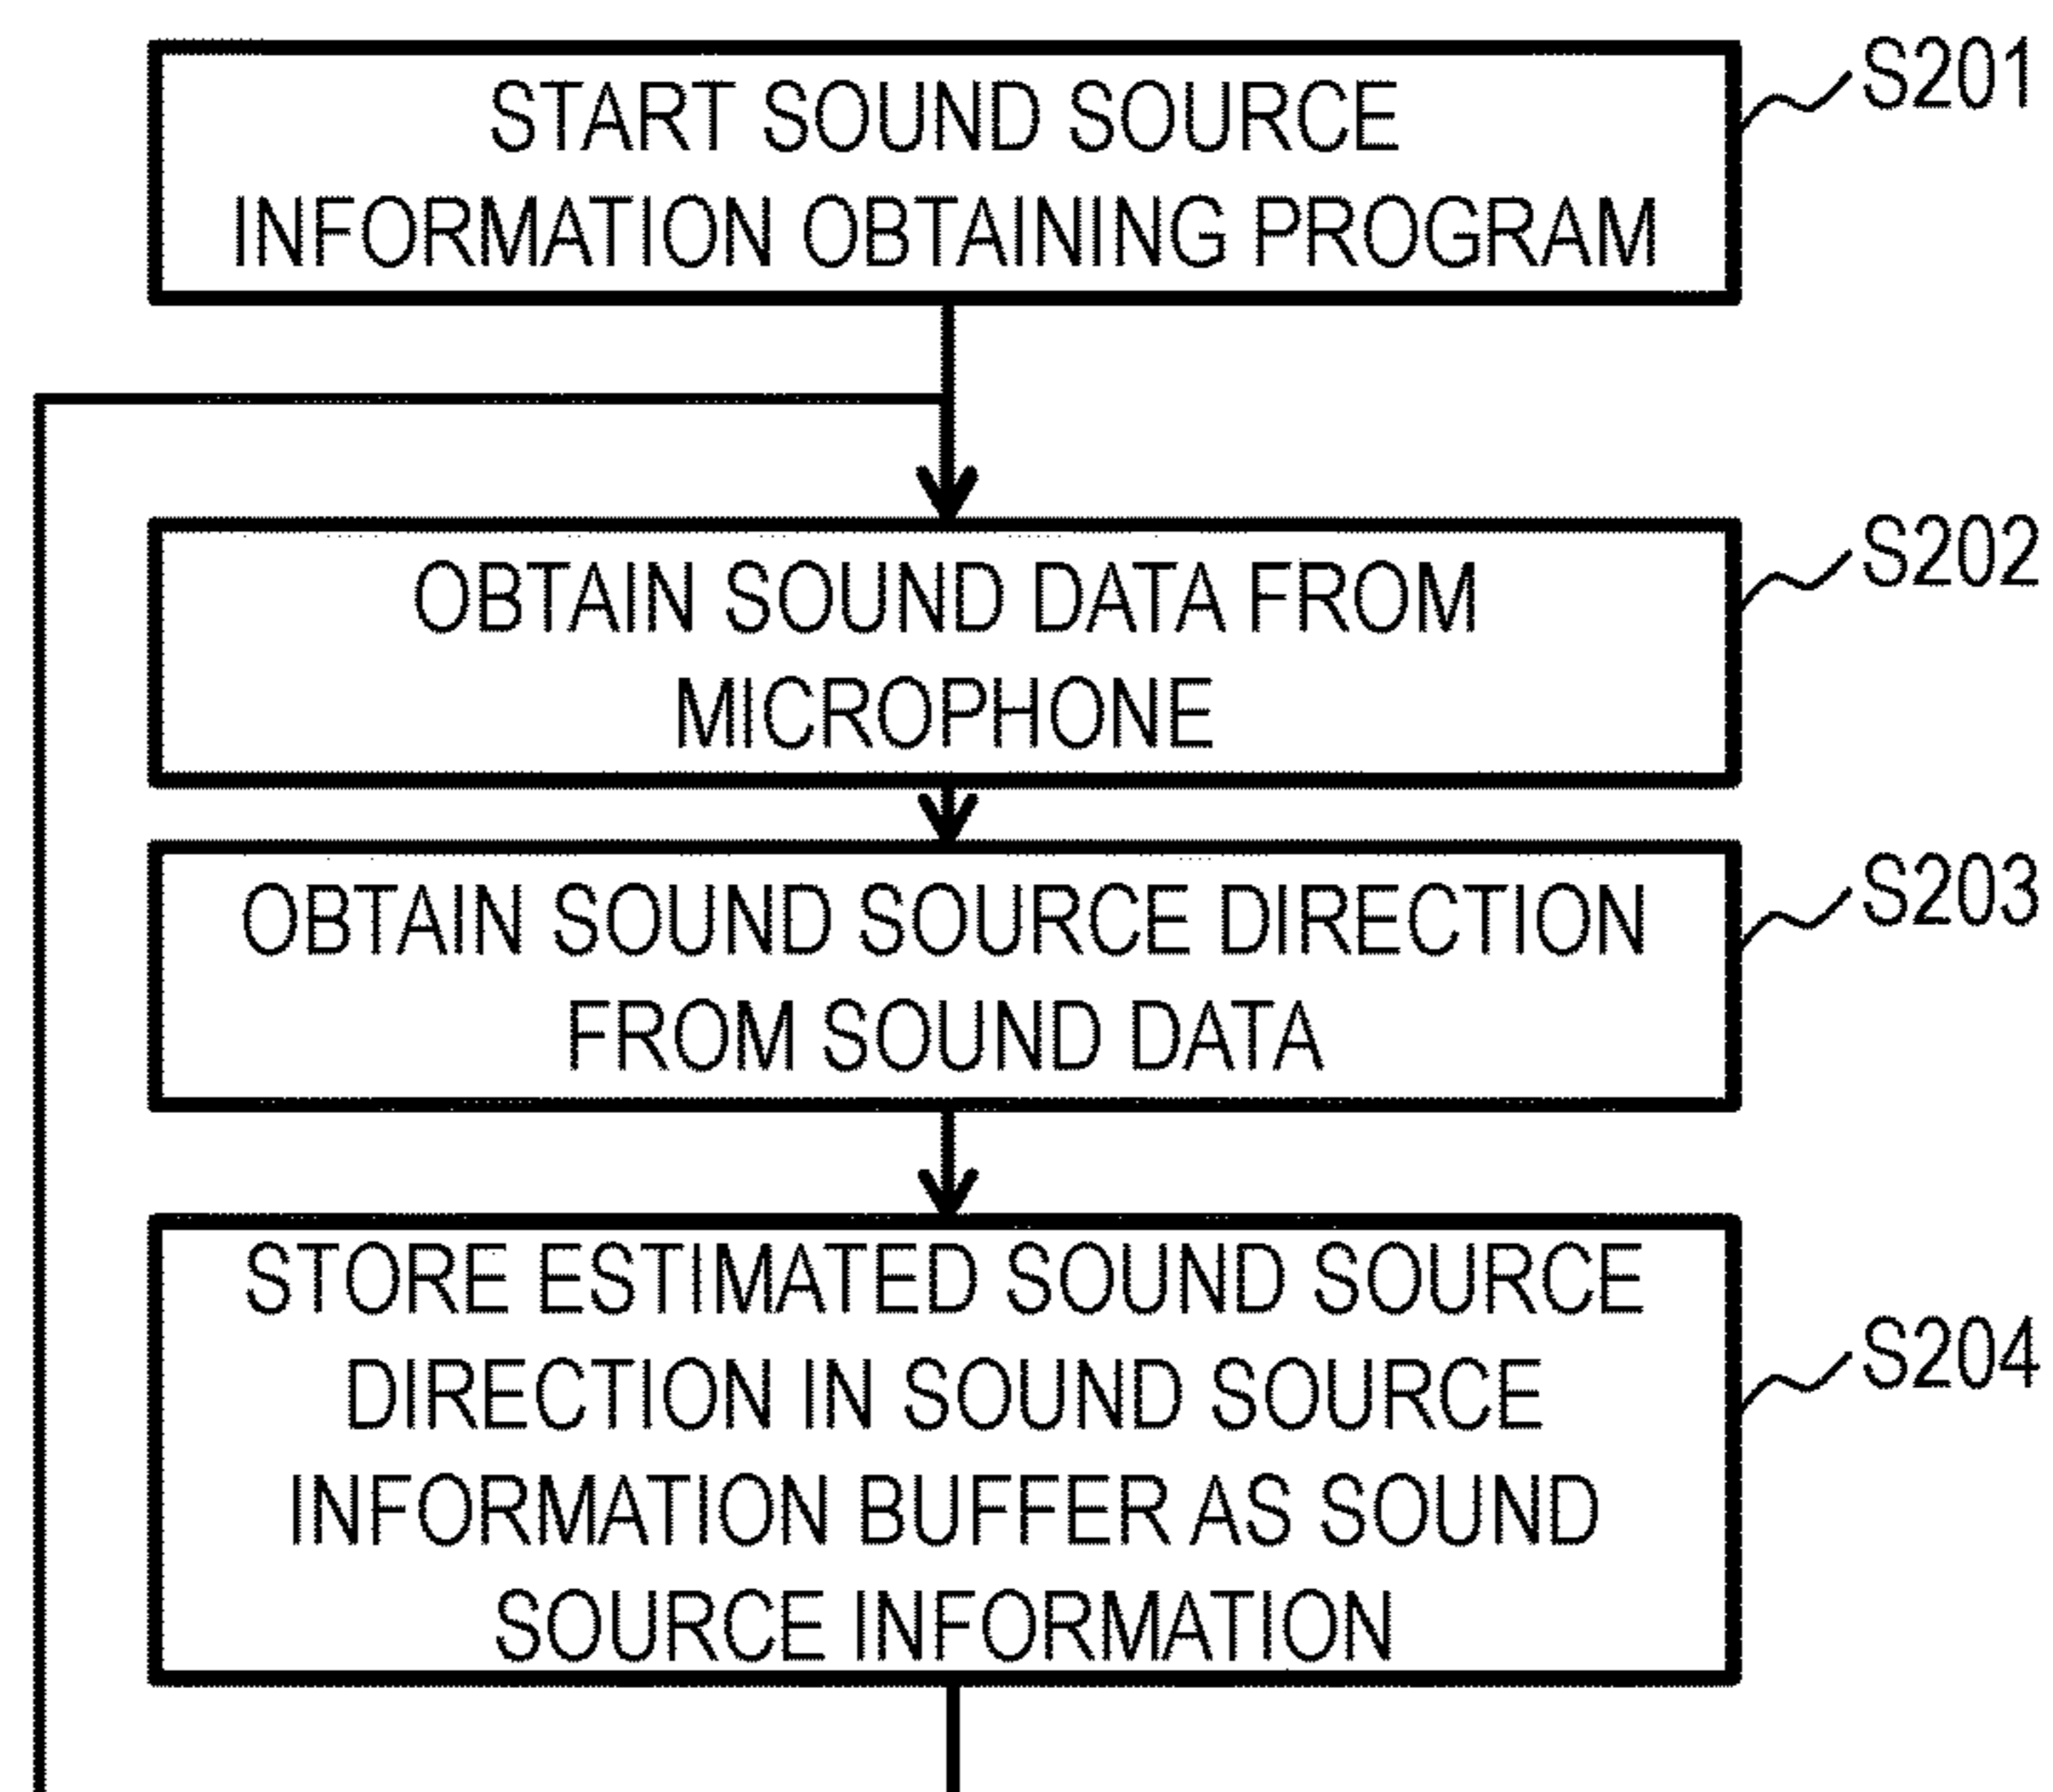 START SOUND SOURCE
INFORMATION OBTAINING PROGRAM
S201
OBTAIN SOUND DATA FROM
MICROPHONE
S202
OBTAIN SOUND SOURCE DIRECTION
FROM SOUND DATA
S203
STORE ESTIMATED SOUND SOURCE
DIRECTION IN SOUND SOURCE
INFORMATION BUFFER AS SOUND
SOURCE INFORMATION
S204